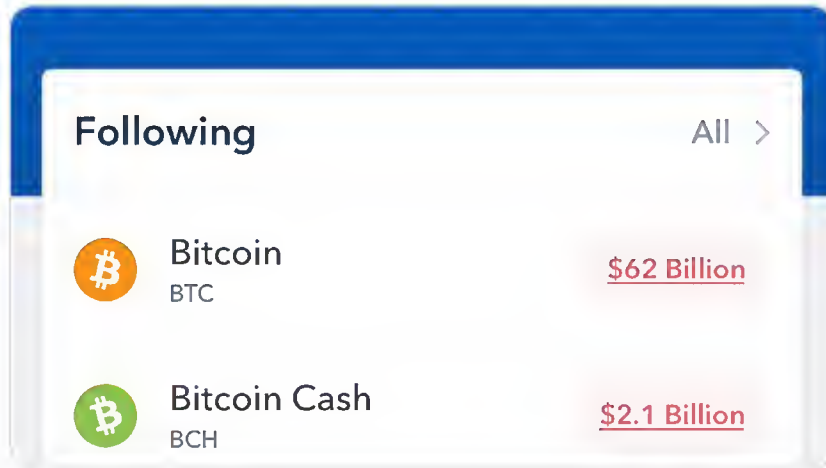 Following
All >
Bitcoin
BTC
$62 Billion
Bitcoin Cash
BCH
$2.1 Billion